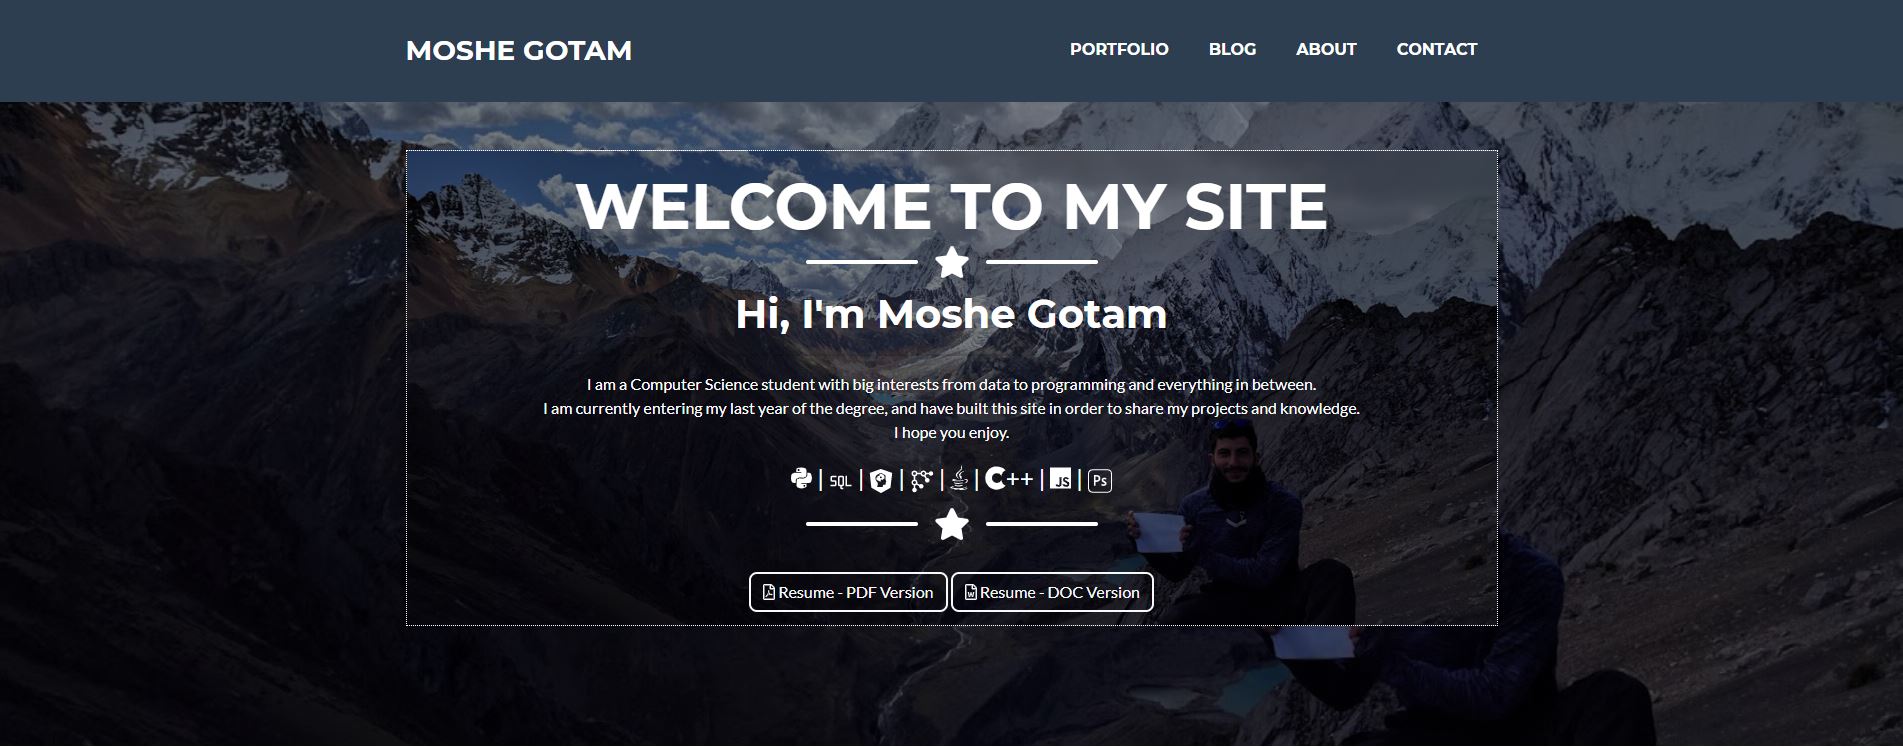 MOSHE GOTAM
PORTFOLIO BLOG ABOUT CONTACT
WELCOME TO MY SITE
Hi, I'm Moshe Gotam
I am a Computer Science student with big interests from data to programming and everything in between.
I am currently entering my last year of the degree, and have built this site in order to share my projects and knowledge.
I hope you enjoy.
| SQL | | | | C++ | JS | Ps
Resume - PDF Version Resume - DOC Version